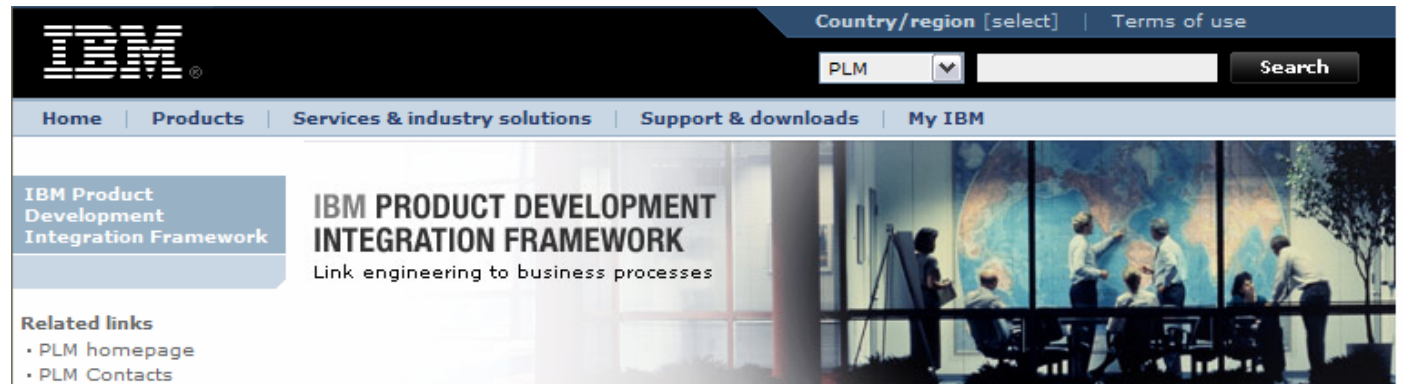 Country/region [select] | Terms of use
IBM®
PLM
Search
Home | Products | Services & industry solutions | Support & downloads | My IBM
IBM Product
Development
Integration Framework
IBM PRODUCT DEVELOPMENT
INTEGRATION FRAMEWORK
Link engineering to business processes
Related links
· PLM homepage
· PLM Contacts